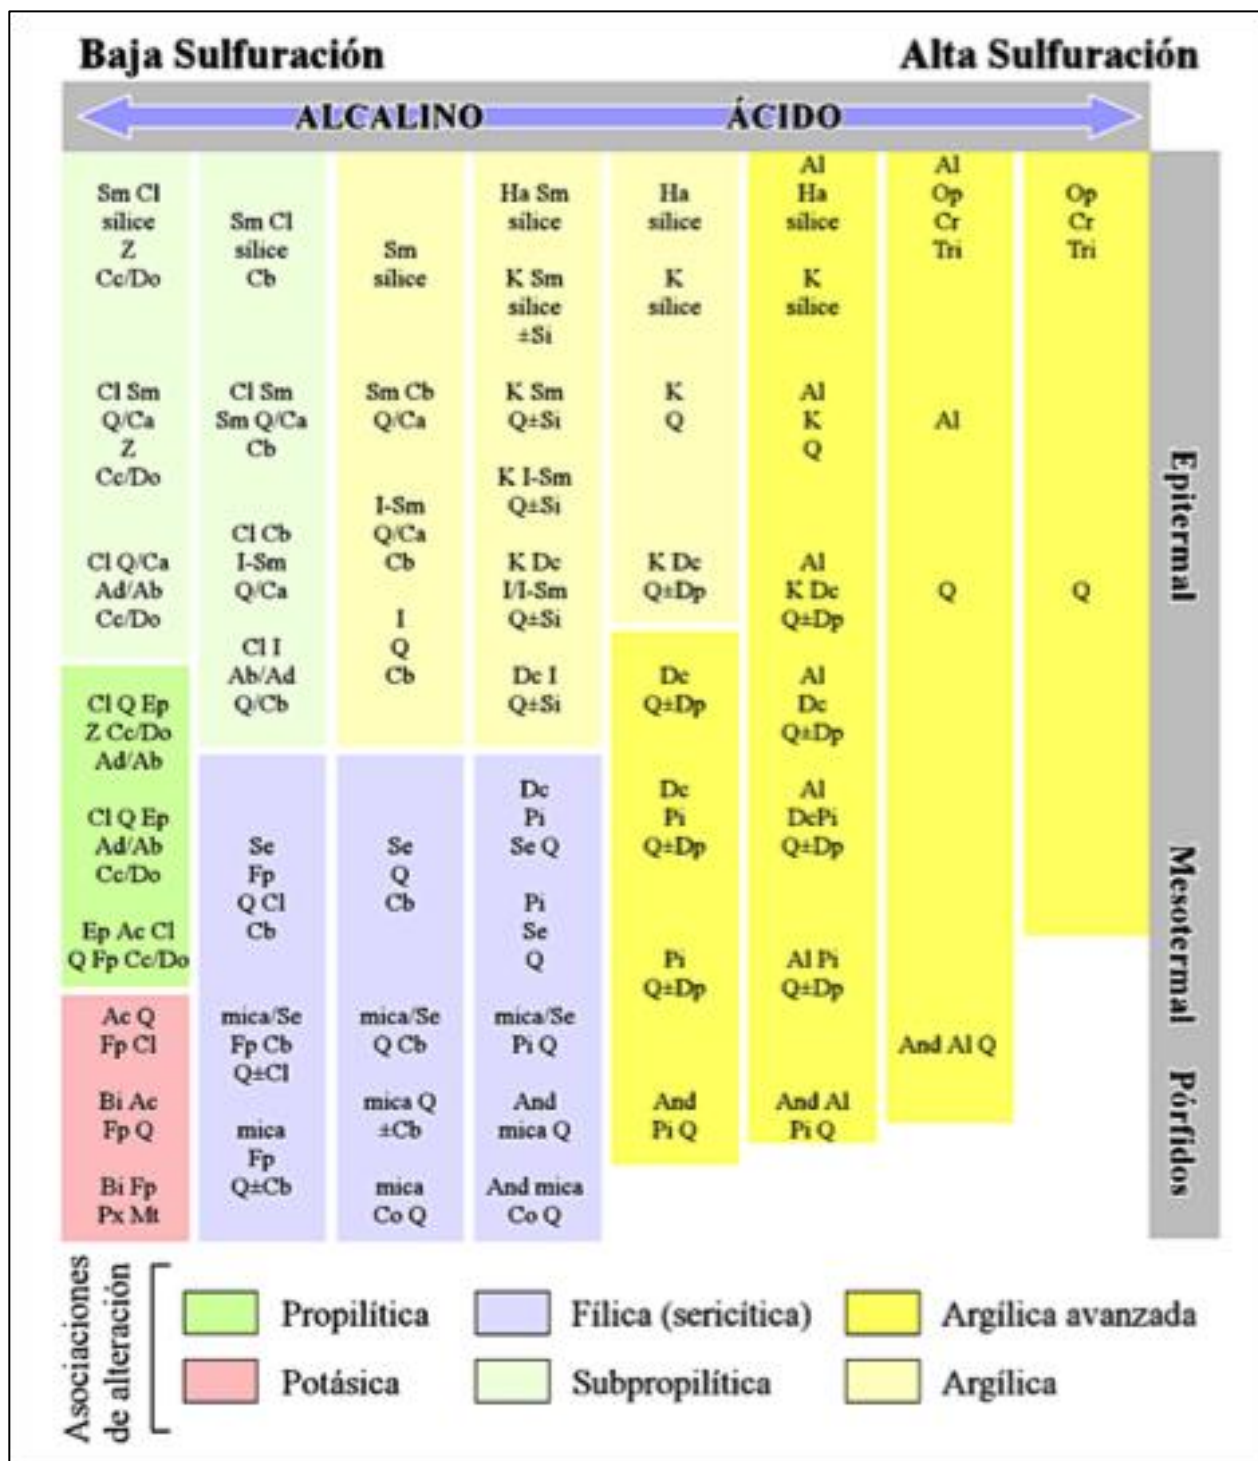 Baja Sulfuración
Alta Sulfuración
ALCALINO
ÁCIDO
Sm Cl
sílice
Z
Cc/Do
Cl Sm
Q/Ca
Z
Cc/Do
Cl Q/Ca
Ad/Ab
Cc/Do
Cl Q Ep
Z Cc/Do
Ad/Ab
Cl Q Ep
Ad/Ab
Cc/Do
Ep Ac Cl
Q Fp Cc/Do
Ac Q
Fp Cl
Bi Ac
Fp Q
Bi Fp
Px Mt
Sm Cl
sílice
Cb
Cl Sm
Sm Q/Ca
Cb
Cl Cb
I-Sm
Q/Ca
Cl I
Ab/Ad
Q/Cb
Se
Fp
Q Cl
Cb
mica/Se
Fp Cb
Q±Cl
mica
Fp
Q±Cb
Sm
sílice
Sm Cb
Q/Ca
I-Sm
Q/Ca
Cb
I
Q
Cb
Se
Q
Cb
mica/Se
Q Cb
mica Q
±Cb
mica
Co Q
Ha Sm
sílice
K Sm
sílice
±Si
K Sm
Q±Si
K I-Sm
Q±Si
K Dc
I/I-Sm
Q±Si
Dc I
Q±Si
Dc
Pi
Se Q
Pi
Se
Q
mica/Se
Pi Q
And
mica Q
And mica
Co Q
Ha
sílice
K
sílice
K
Q
K Dc
Q±Dp
Dc
Q±Dp
Dc
Pi
Q±Dp
Pi
Q±Dp
And
Pi Q
Al
Ha
sílice
K
sílice
Al
K
Q
Al
K Dc
Q±Dp
Al
Dc
Q±Dp
Al
DcPi
Q±Dp
Al Pi
Q±Dp
And Al
Pi Q
Al
Op
Cr
Tri
Al
Q
And Al Q
Op
Cr
Tri
Q
Epitermal
Mesotermal
Pórfidos
Asociaciones
de alteración
Propilítica
Fílica (sericítica)
Argílica avanzada
Potásica
Subpropilítica
Argílica